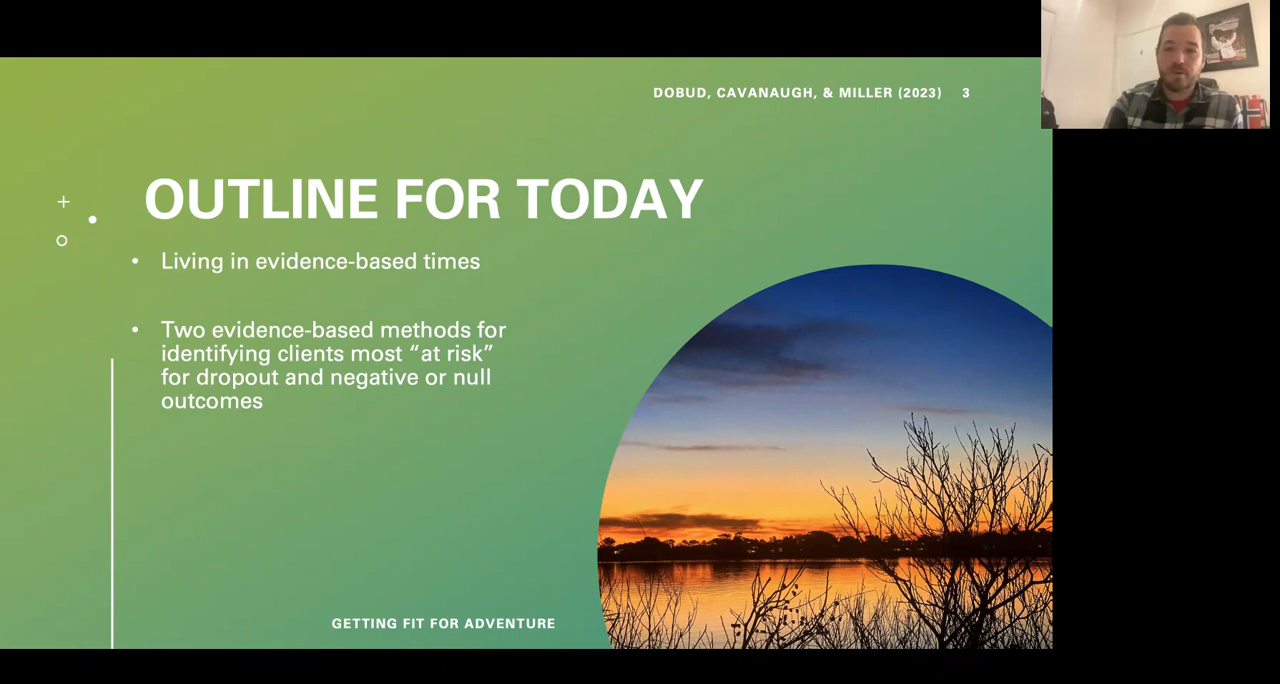 DOBUD, CAVANAUGH, & MILLER (2023) 3
OUTLINE FOR TODAY
• Living in evidence-based times
• Two evidence-based methods for
identifying clients most “at risk”
for dropout and negative or null
outcomes
GETTING FIT FOR ADVENTURE